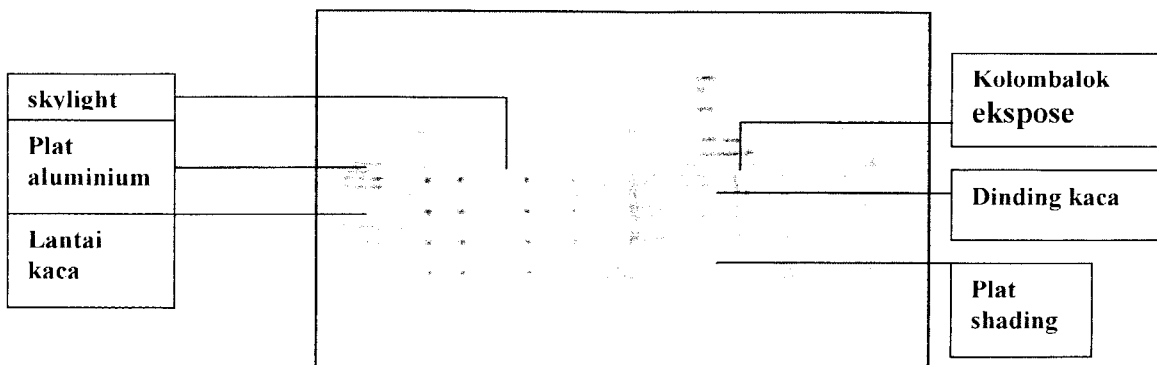 skylight
Plat
aluminium
Lantai
kaca
Kolombalok
ekspose
Dinding kaca
Plat
shading